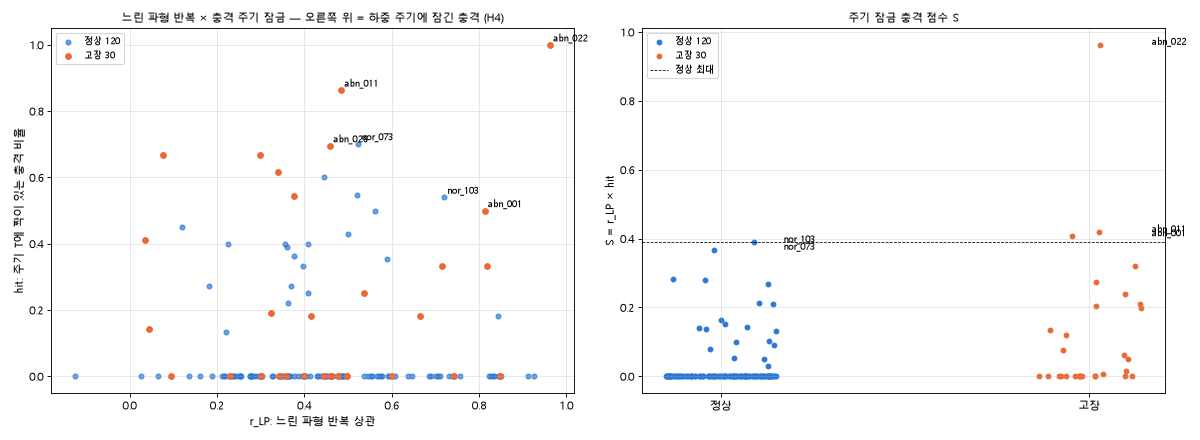 느린 파형 반복 × 충격 주기 잠금 — 오른쪽 위 = 하중 주기에 잠긴 충격 (H4)
정상 120
고장 30
abn_022
abn_011
nor_073
nor_103
abn_001
hit: 주기 T에 짝이 있는 충격 비율
1.0
0.8
0.6
0.4
0.2
0.0
0.0 0.2 0.4 0.6 0.8 1.0
r_LP: 느린 파형 반복 상관
주기 잠금 충격 점수 S
정상 120
고장 30
정상 최대
abn_022
abn_011
abn_001
nor_103
nor_073
S = r_LP × hit
1.0
0.8
0.6
0.4
0.2
0.0
정상 고장